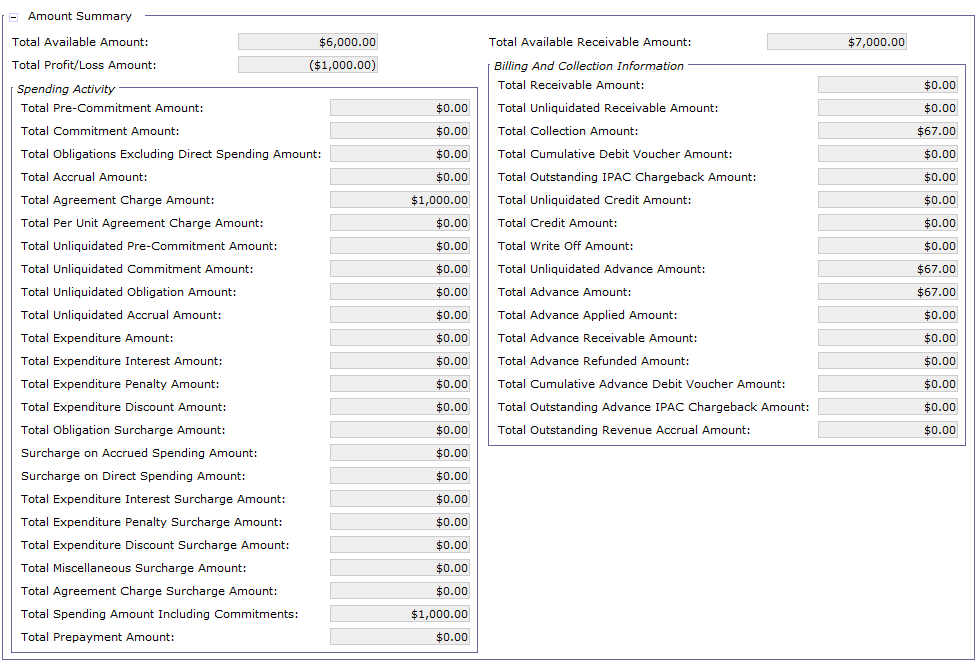 Amount Summary
Total Available Amount: $6,000.00
Total Profit/Loss Amount: ($1,000.00)
Spending Activity
Total Pre-Commitment Amount: $0.00
Total Commitment Amount: $0.00
Total Obligations Excluding Direct Spending Amount: $0.00
Total Accrual Amount: $0.00
Total Agreement Charge Amount: $1,000.00
Total Per Unit Agreement Charge Amount: $0.00
Total Unliquidated Pre-Commitment Amount: $0.00
Total Unliquidated Commitment Amount: $0.00
Total Unliquidated Obligation Amount: $0.00
Total Unliquidated Accrual Amount: $0.00
Total Expenditure Amount: $0.00
Total Expenditure Interest Amount: $0.00
Total Expenditure Penalty Amount: $0.00
Total Expenditure Discount Amount: $0.00
Total Obligation Surcharge Amount: $0.00
Surcharge on Accrued Spending Amount: $0.00
Surcharge on Direct Spending Amount: $0.00
Total Expenditure Interest Surcharge Amount: $0.00
Total Expenditure Penalty Surcharge Amount: $0.00
Total Expenditure Discount Surcharge Amount: $0.00
Total Miscellaneous Surcharge Amount: $0.00
Total Agreement Charge Surcharge Amount: $0.00
Total Spending Amount Including Commitments: $1,000.00
Total Prepayment Amount: $0.00
Total Available Receivable Amount: $7,000.00
Billing And Collection Information
Total Receivable Amount: $0.00
Total Unliquidated Receivable Amount: $0.00
Total Collection Amount: $67.00
Total Cumulative Debit Voucher Amount: $0.00
Total Outstanding IPAC Chargeback Amount: $0.00
Total Unliquidated Credit Amount: $0.00
Total Credit Amount: $0.00
Total Write Off Amount: $0.00
Total Unliquidated Advance Amount: $67.00
Total Advance Amount: $67.00
Total Advance Applied Amount: $0.00
Total Advance Receivable Amount: $0.00
Total Advance Refunded Amount: $0.00
Total Cumulative Advance Debit Voucher Amount: $0.00
Total Outstanding Advance IPAC Chargeback Amount: $0.00
Total Outstanding Revenue Accrual Amount: $0.00